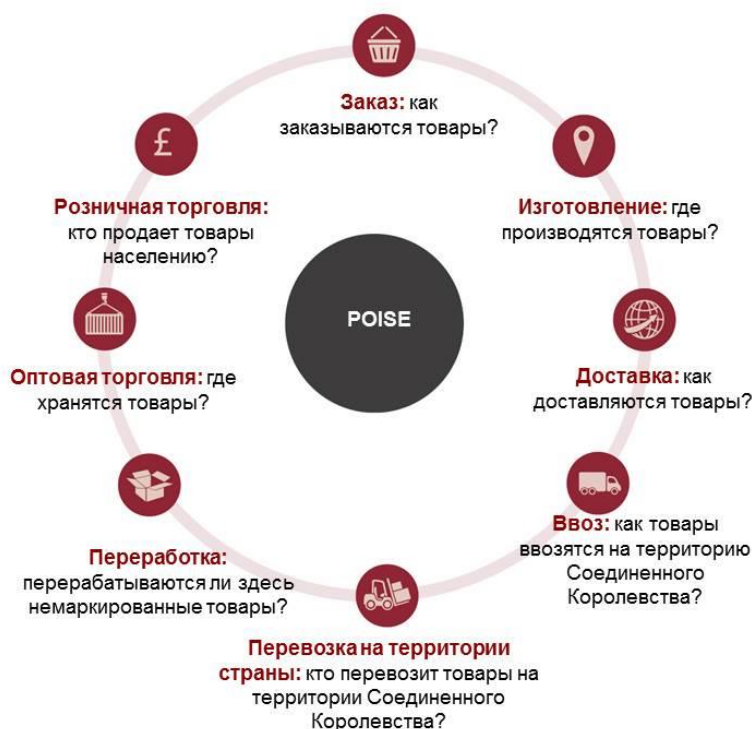 Заказ: как
заказываются товары?
£
Розничная торговля:
кто продает товары
населению?
Изготовление: где
производятся товары?
POISE
Оптовая торговля: где
хранятся товары?
Доставка: как
доставляются товары?
Ввоз: как товары
ввозятся на территорию
Соединенного
Королевства?
Переработка:
перерабатываются ли здесь
немаркированные товары?
Перевозка на территории
страны: кто перевозит товары на
территории Соединенного
Королевства?